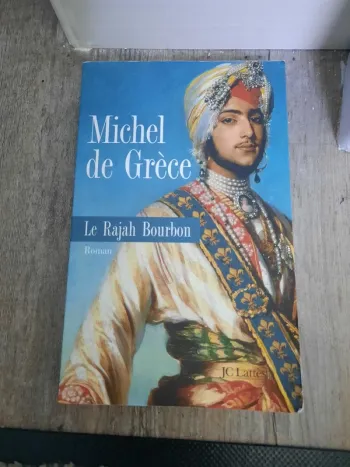 Michel
de Grèce
Le Rajah Bourbon
Roman
JC Lattès